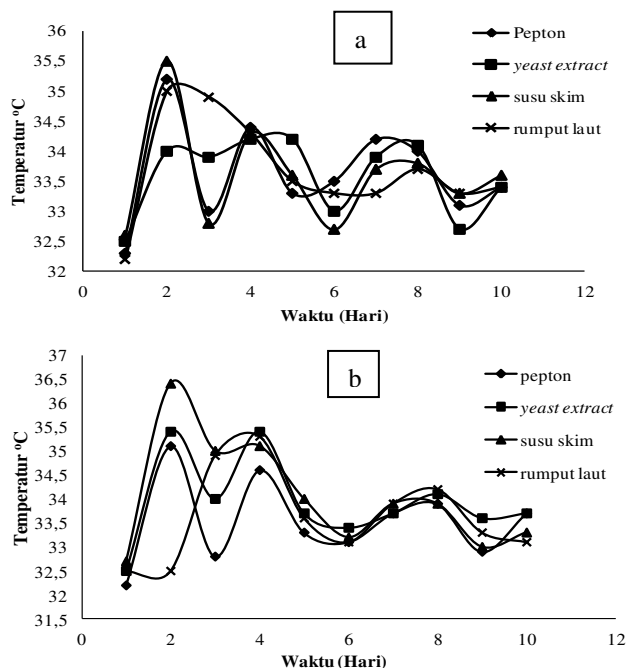 a
Pepton
yeast extract
susu skim
rumput laut
Temperatur ºC
36
35,5
35
34,5
34
33,5
33
32,5
32
0
2
4
6
8
10
12
Waktu (Hari)
b
pepton
yeast extract
susu skim
rumput laut
Temperatur ºC
37
36,5
36
35,5
35
34,5
34
33,5
33
32,5
32
31,5
0
2
4
6
8
10
12
Waktu (Hari)